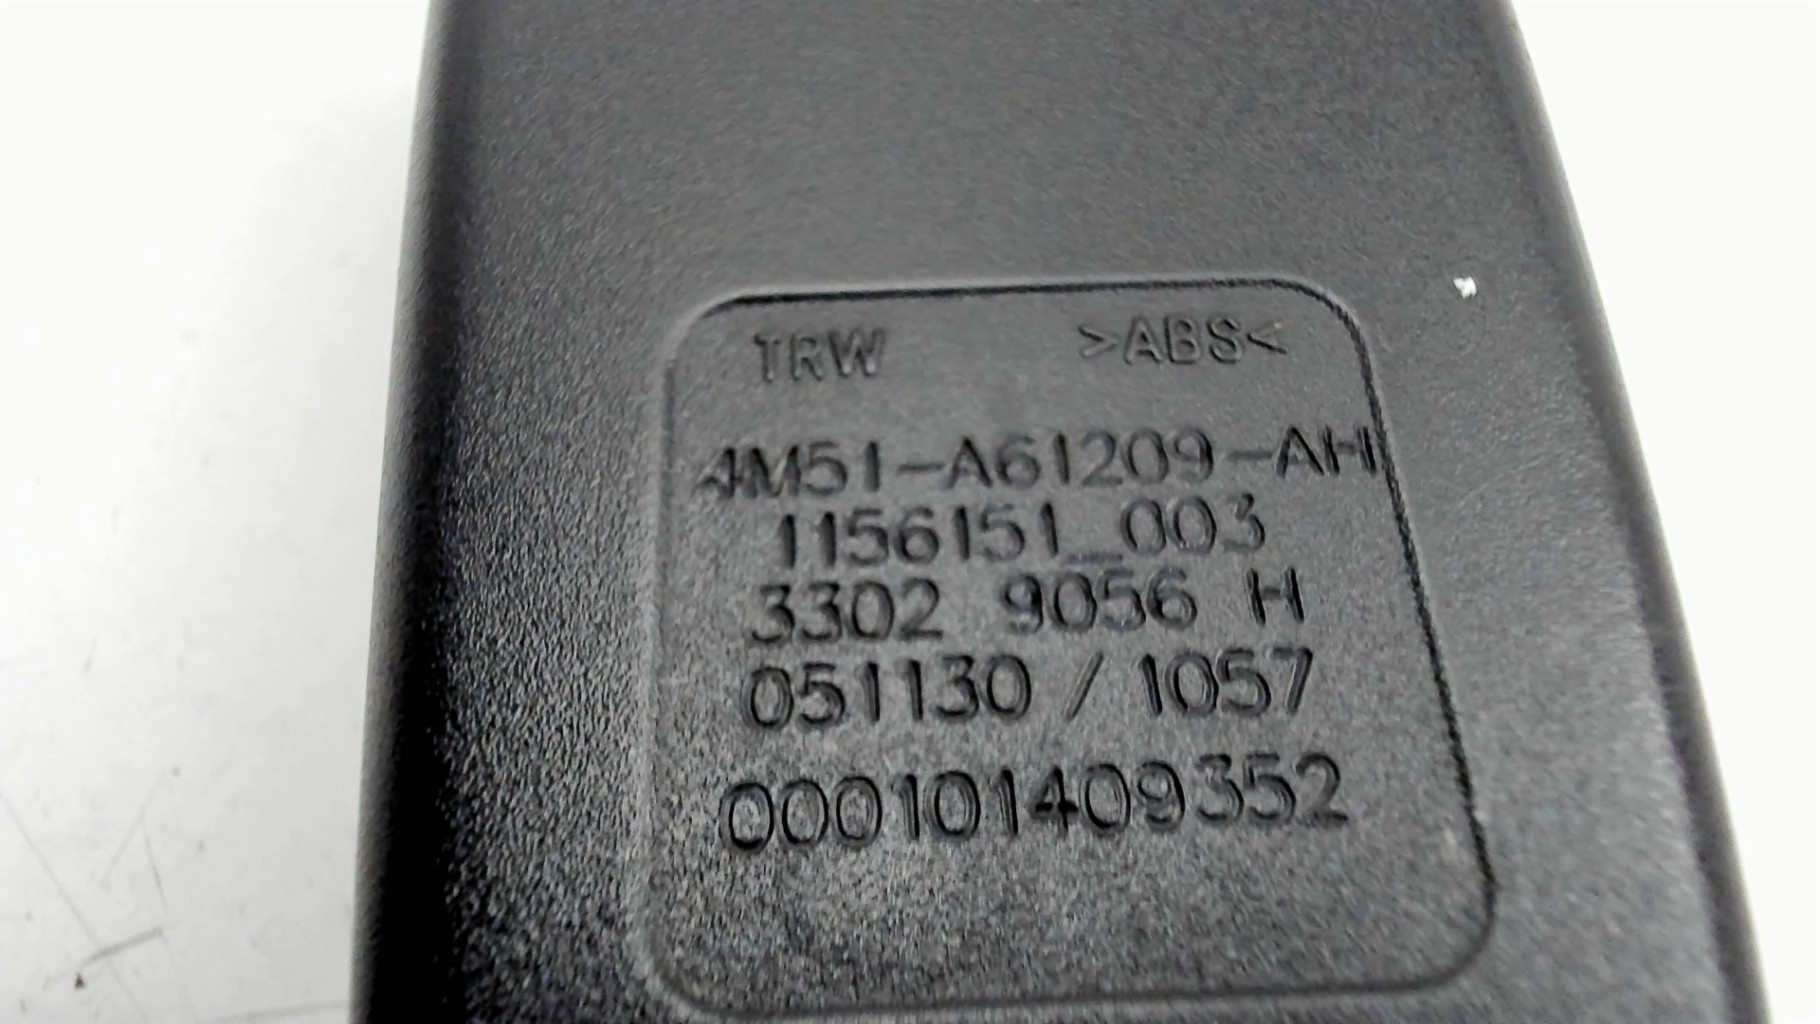 TRW >ABS<
4M51-A61209-AH
1156151_003
3302 9056 H
051130 / 1057
000101409352